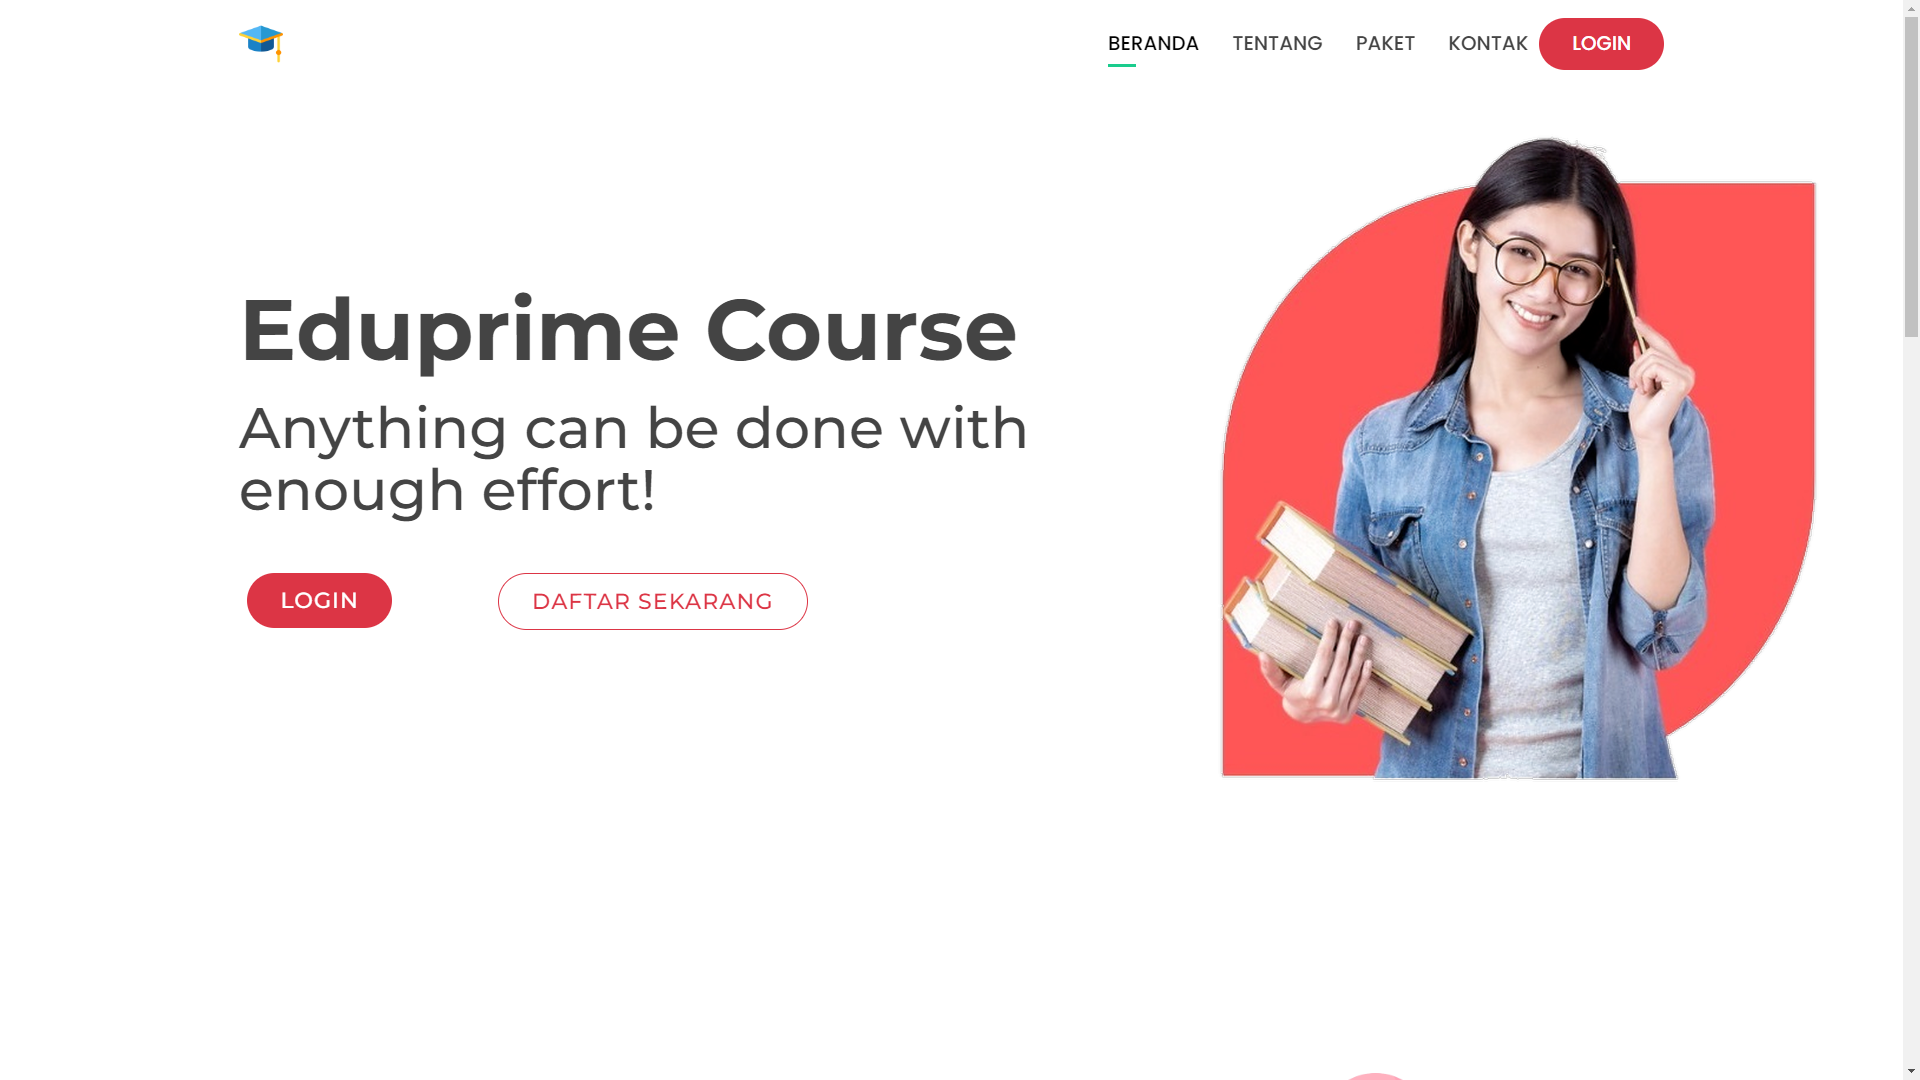 BERANDA TENTANG PAKET KONTAK LOGIN
Eduprime Course
Anything can be done with
enough effort!
LOGIN DAFTAR SEKARANG